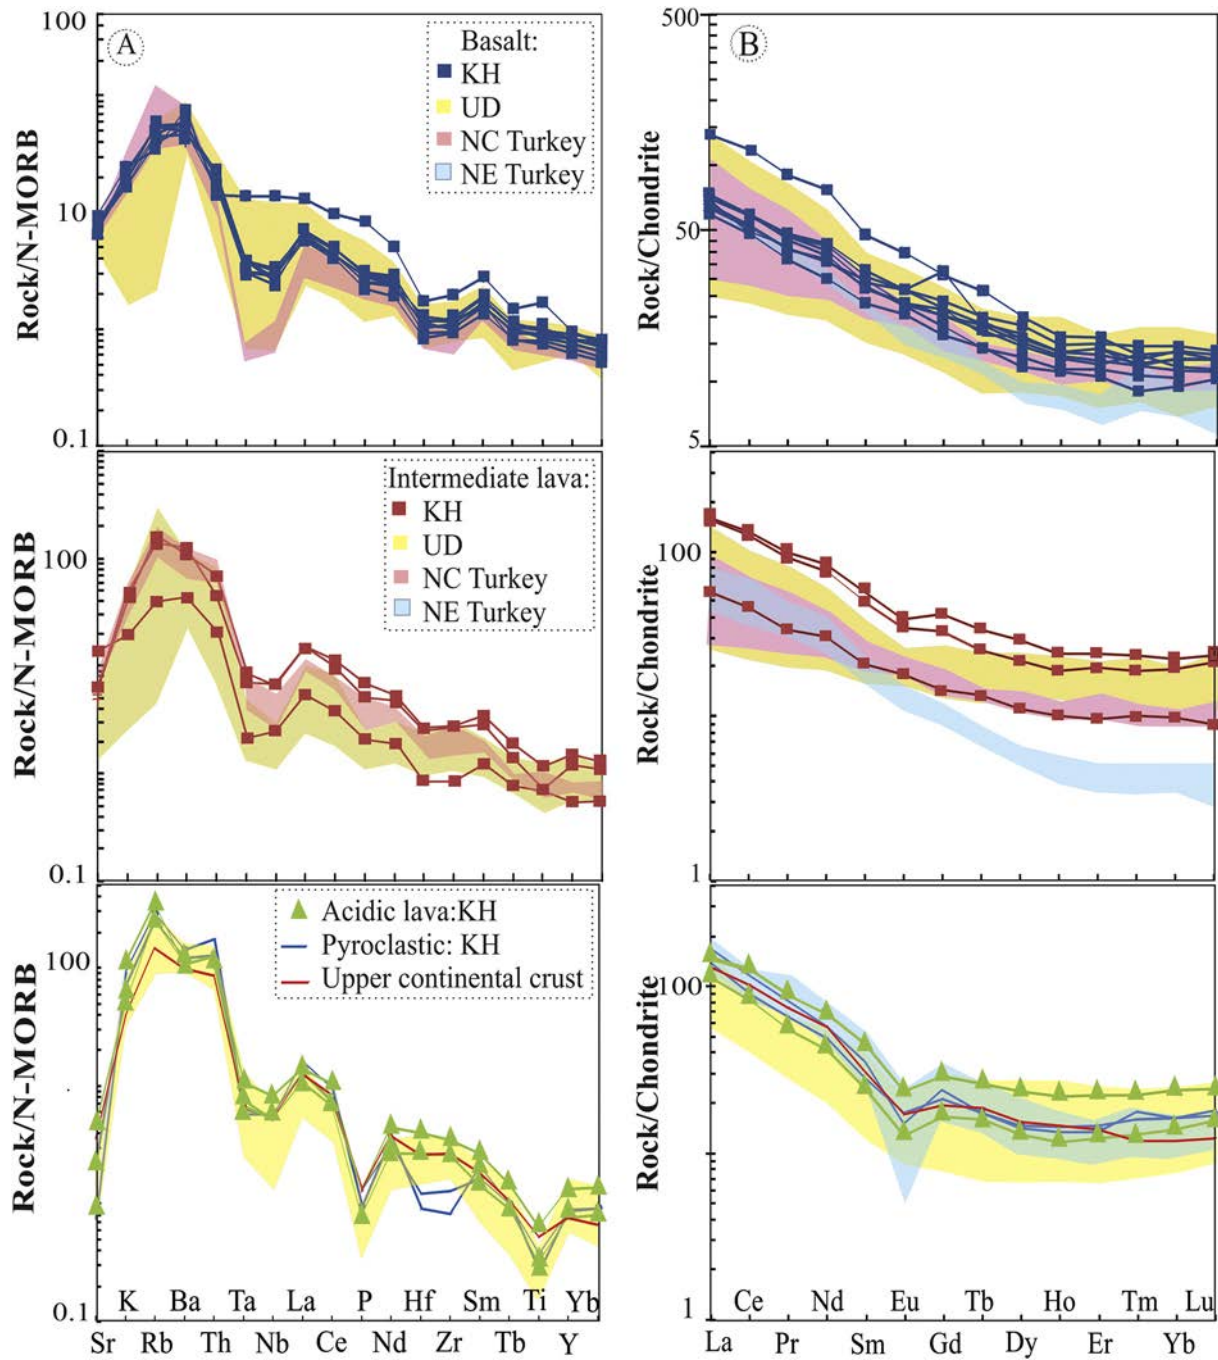 A
100
10
0.1
Rock/N-MORB
Basalt:
KH
UD
NC Turkey
NE Turkey
B
500
50
5
Rock/Chondrite
100
0.1
Rock/N-MORB
Intermediate lava:
KH
UD
NC Turkey
NE Turkey
100
1
Rock/Chondrite
100
0.1
Rock/N-MORB
Acidic lava:KH
Pyroclastic: KH
Upper continental crust
K Ba Ta La P Hf Sm Ti Yb
Sr Rb Th Nb Ce Nd Zr Tb Y
100
1
Rock/Chondrite
Ce Nd Eu Tb Ho Tm Lu
La Pr Sm Gd Dy Er Yb